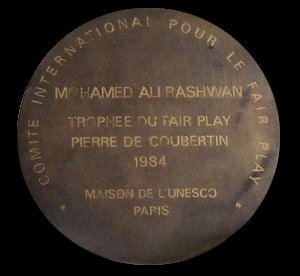 COMITE INTERNATIONAL POUR LE FAIR PLAY
MOHAMED ALI RASHWAN
TROPHEE DU FAIR PLAY
PIERRE DE COUBERTIN
1984
MAISON DE L'UNESCO
PARIS